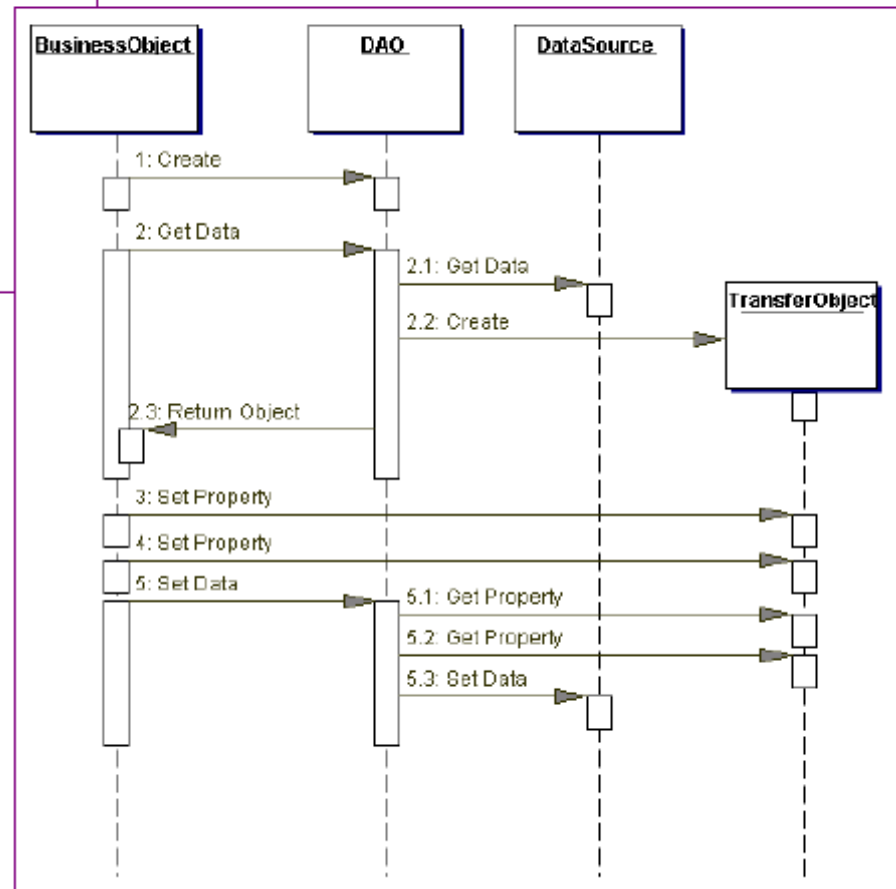 BusinessObject
DAO
DataSource
1: Create
2: Get Data
2.1: Get Data
TransferObject
2.2: Create
2.3: Return Object
3: Set Property
4: Set Property
5: Set Data
5.1: Get Property
5.2: Get Property
5.3: Set Data